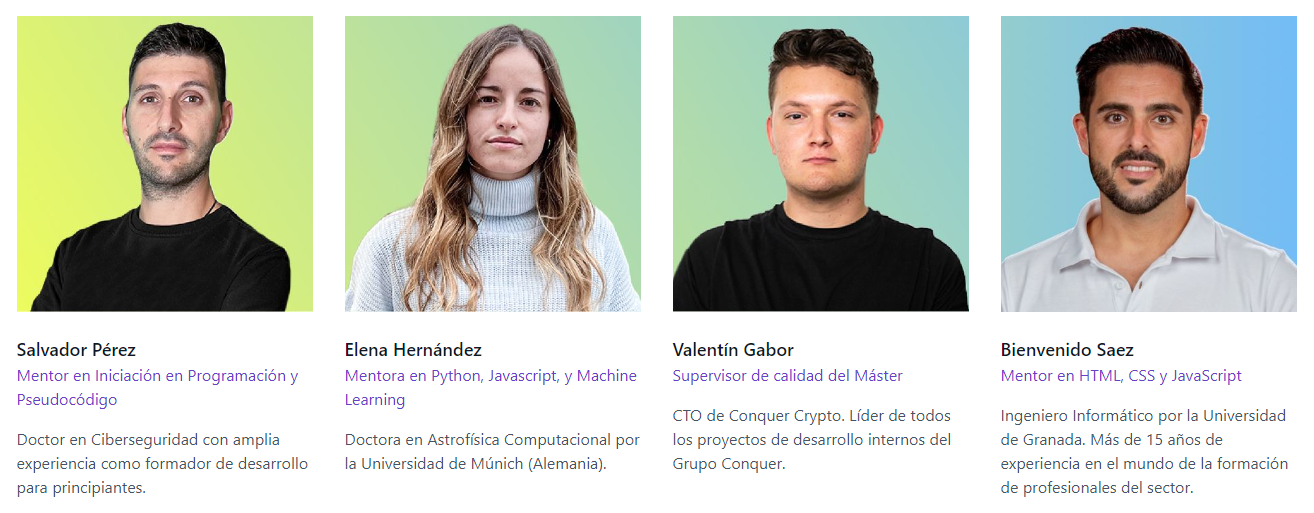 Salvador Pérez
Mentor en Iniciación en Programación y
Pseudocódigo
Doctor en Ciberseguridad con amplia
experiencia como formador de desarrollo
para principiantes.
Elena Hernández
Mentora en Python, Javascript, y Machine
Learning
Doctora en Astrofísica Computacional por
la Universidad de Múnich (Alemania).
Valentín Gabor
Supervisor de calidad del Máster
CTO de Conquer Crypto. Líder de todos
los proyectos de desarrollo internos del
Grupo Conquer.
Bienvenido Saez
Mentor en HTML, CSS y JavaScript
Ingeniero Informático por la Universidad
de Granada. Más de 15 años de
experiencia en el mundo de la formación
de profesionales del sector.